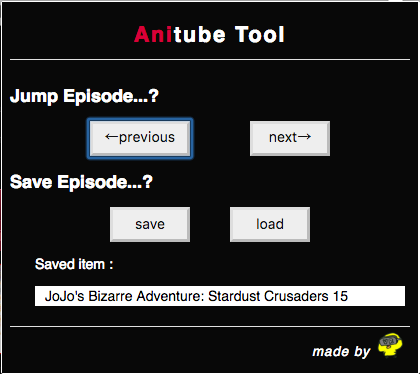 Anitube Tool
Jump Episode...?
←previous next→
Save Episode...?
save load
Saved item :
JoJo's Bizarre Adventure: Stardust Crusaders 15
made by